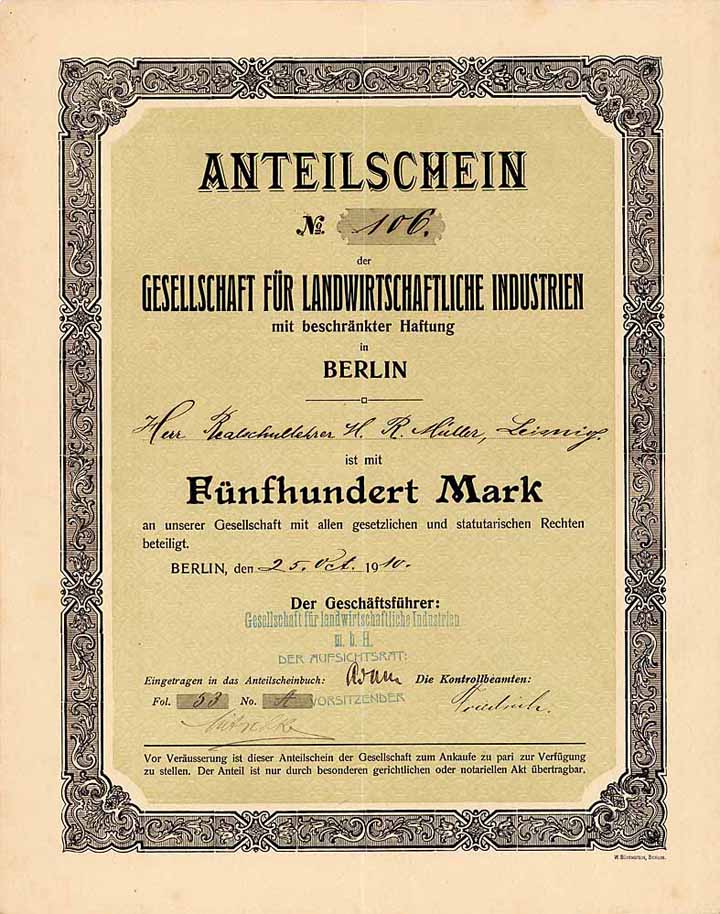 ANTEILSCHEIN
№ 106.
der
GESELLSCHAFT FÜR LANDWIRTSCHAFTLICHE INDUSTRIEN
mit beschränkter Haftung
in
BERLIN
Herr Realschullehrer H. R. Müller, Leisnig.
ist mit
Fünfhundert Mark
an unserer Gesellschaft mit allen gesetzlichen und statutarischen Rechten
beteiligt.
BERLIN, den 25. Oct. 1910.
Der Geschäftsführer:
Gesellschaft für landwirtschaftliche Industrien
m. b. H.
DER AUFSICHTSRAT:
Eingetragen in das Anteilscheinbuch: Die Kontrollbeamten:
Fol. 53 No. A VORSITZENDER Friedrich.
Vor Veräusserung ist dieser Anteilschein der Gesellschaft zum Ankaufe zu pari zur Verfügung
zu stellen. Der Anteil ist nur durch besonderen gerichtlichen oder notariellen Akt übertragbar.